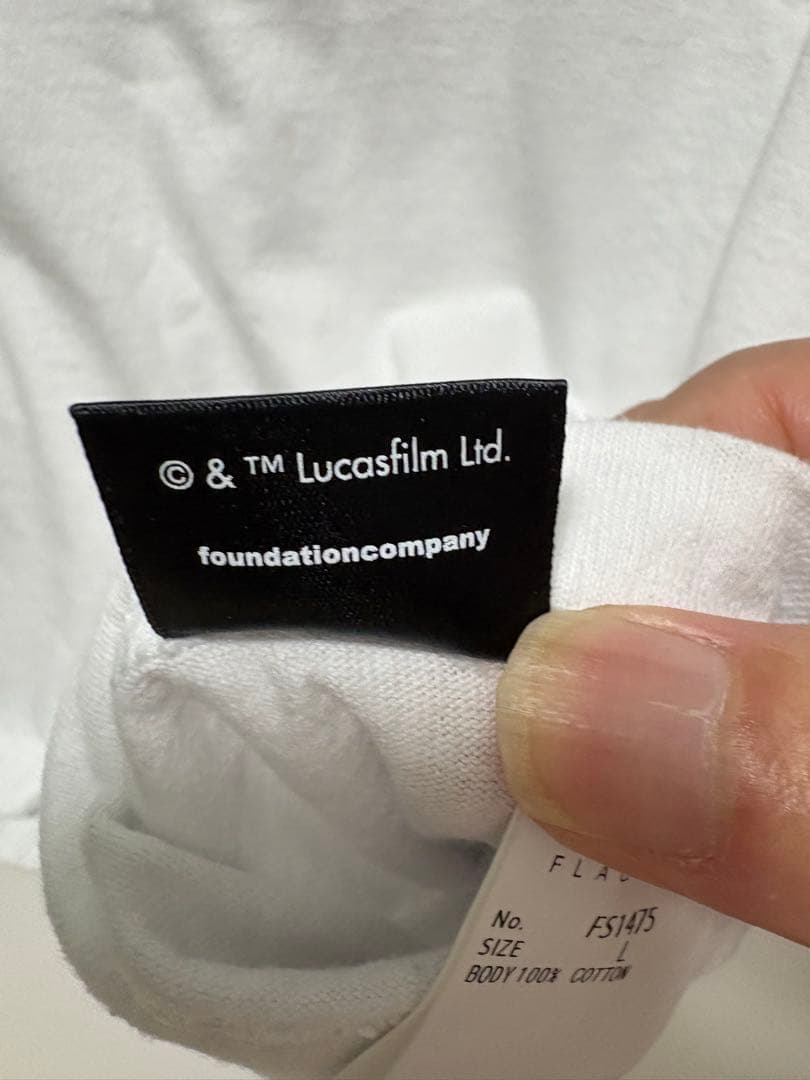 © & ™ Lucasfilm Ltd.
foundationcompany
No. FS1475
SIZE L
BODY 100% COTTON